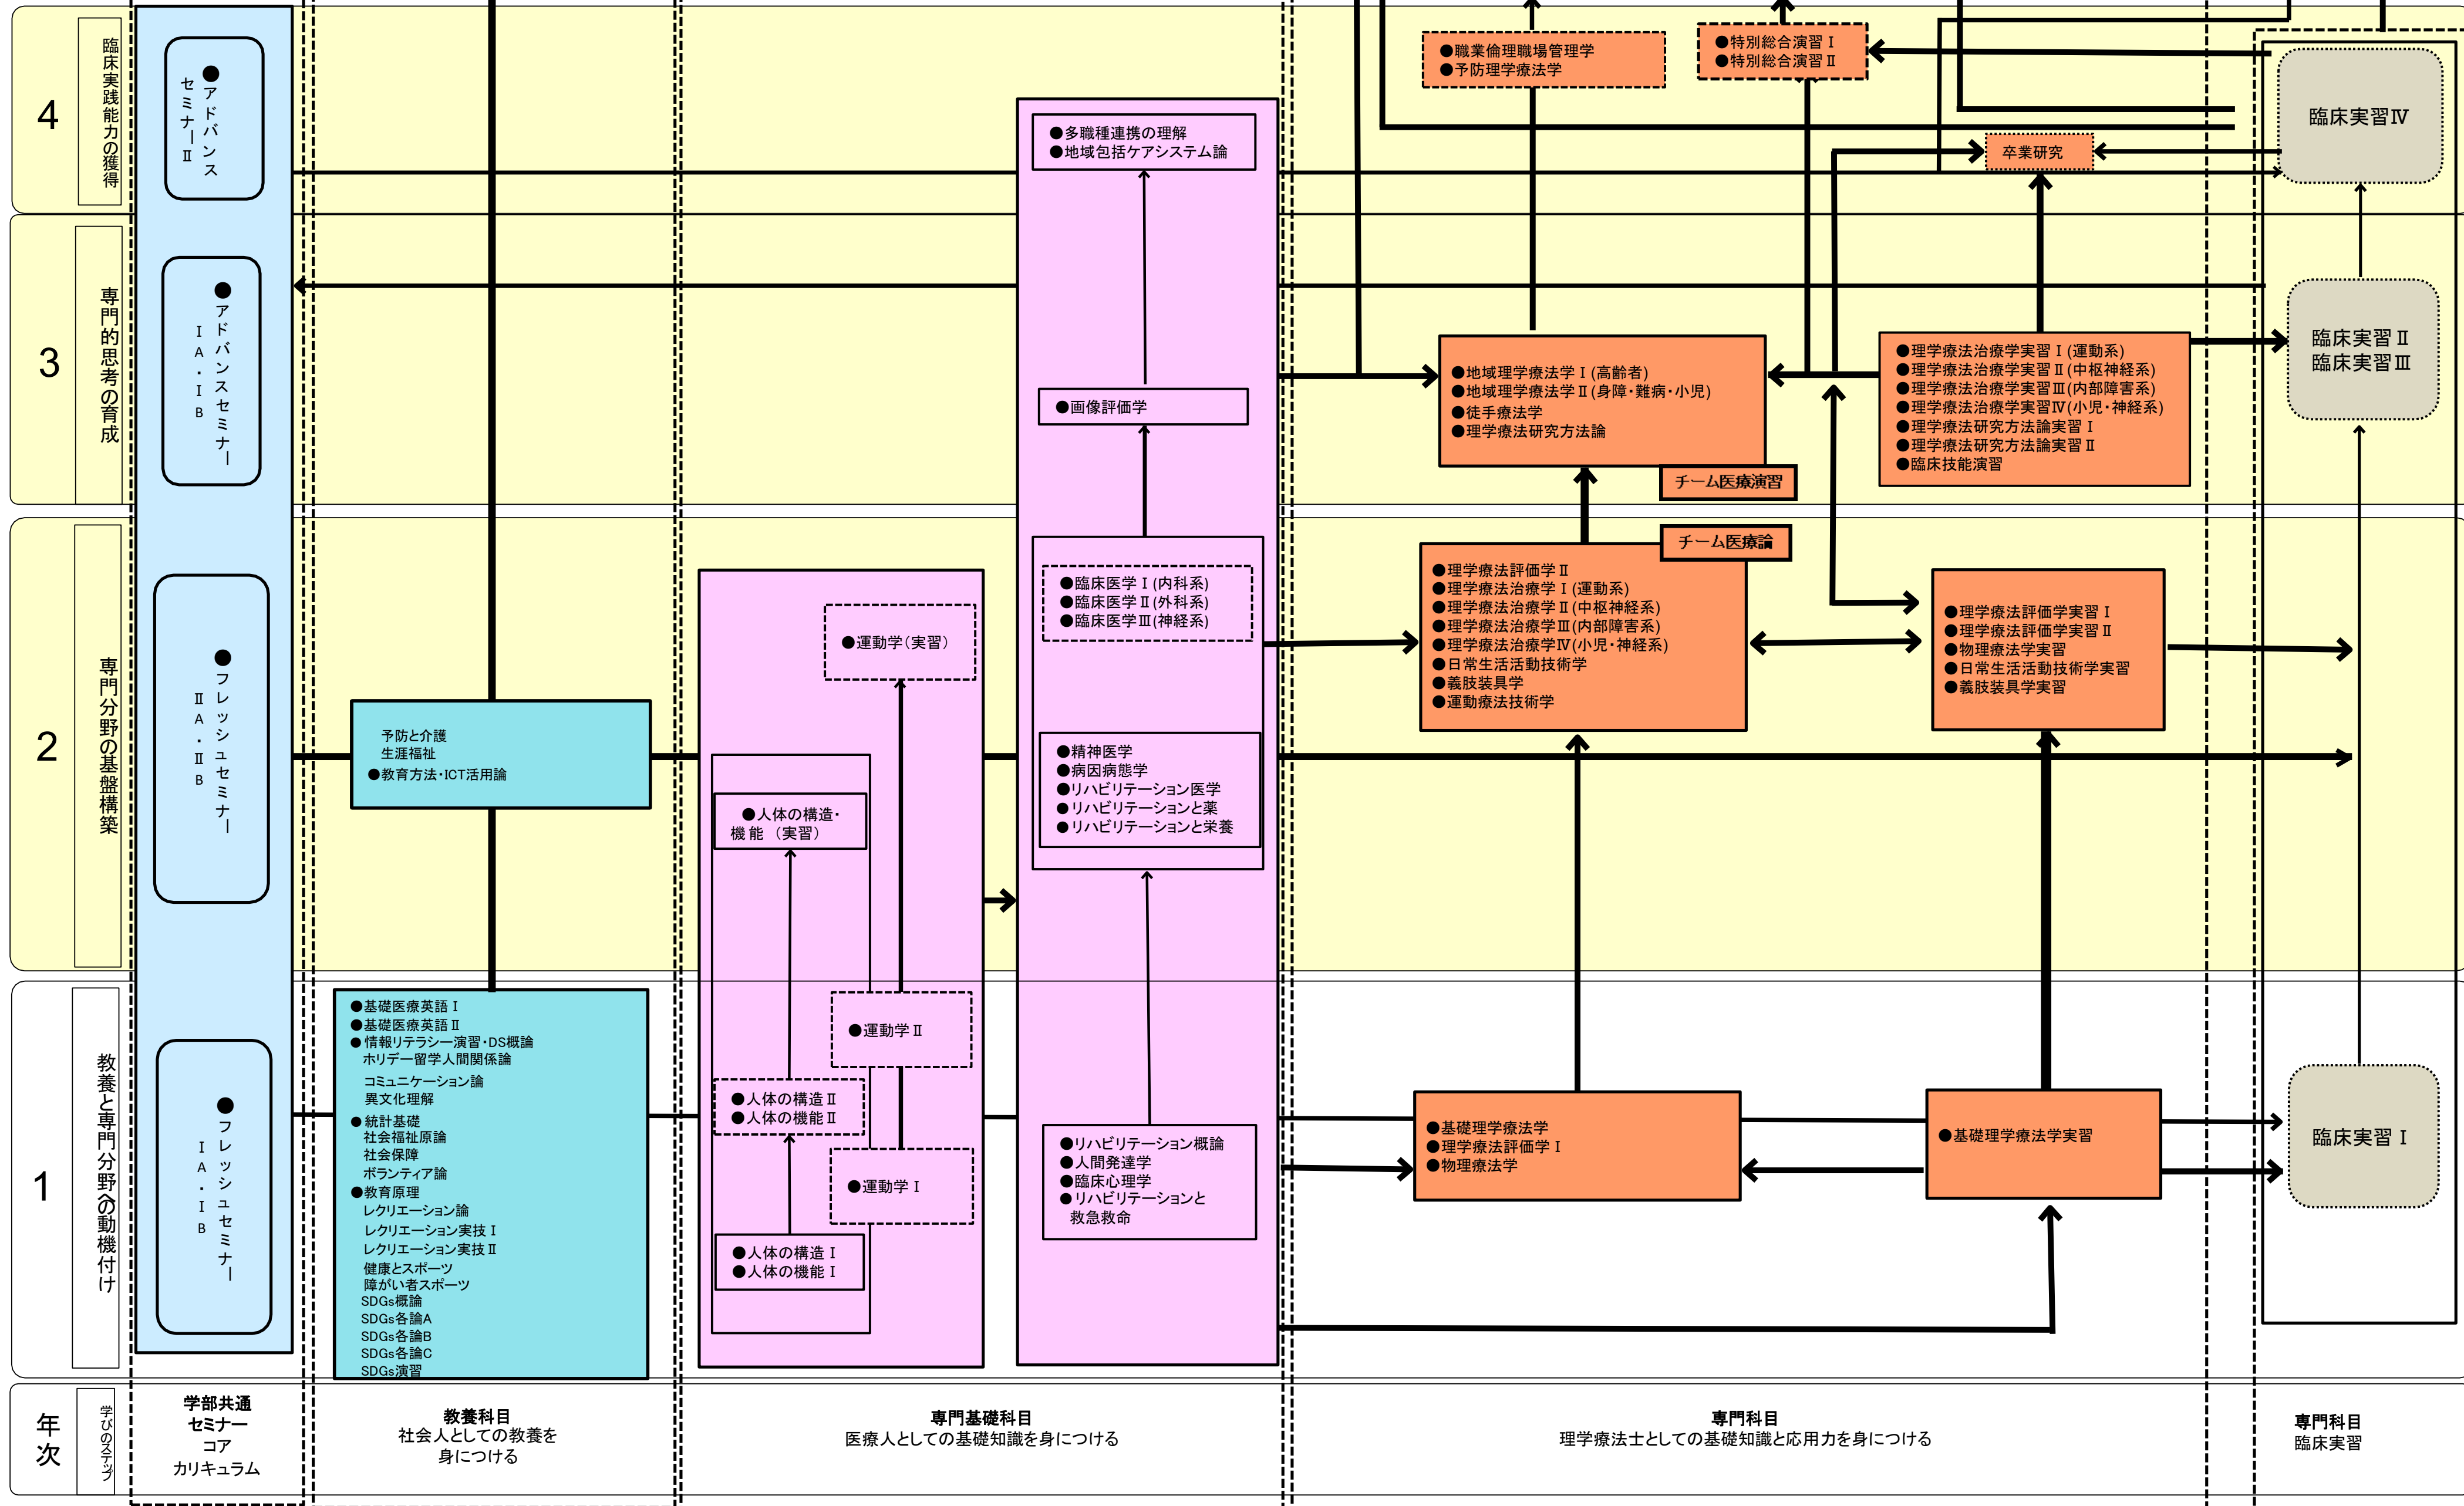 4
臨床実践能力の獲得
●アドバンス
セミナーⅡ
●多職種連携の理解
●地域包括ケアシステム論
●職業倫理職場管理学
●予防理学療法学
●特別総合演習Ⅰ
●特別総合演習Ⅱ
卒業研究
臨床実習Ⅳ
3
専門的思考の育成
●アドバンスセミナー
ⅠA・ⅠB
●画像評価学
●地域理学療法学Ⅰ(高齢者)
●地域理学療法学Ⅱ(身障・難病・小児)
●徒手療法学
●理学療法研究方法論
チーム医療演習
●理学療法治療学実習Ⅰ(運動系)
●理学療法治療学実習Ⅱ(中枢神経系)
●理学療法治療学実習Ⅲ(内部障害系)
●理学療法治療学実習Ⅳ(小児・神経系)
●理学療法研究方法論実習Ⅰ
●理学療法研究方法論実習Ⅱ
●臨床技能演習
臨床実習Ⅱ
臨床実習Ⅲ
2
専門分野の基盤構築
●フレッシュセミナー
ⅡA・ⅡB
予防と介護
生涯福祉
●教育方法・ICT活用論
●運動学(実習)
●人体の構造・
機能(実習)
●臨床医学Ⅰ(内科系)
●臨床医学Ⅱ(外科系)
●臨床医学Ⅲ(神経系)
●精神医学
●病因病態学
●リハビリテーション医学
●リハビリテーションと薬
●リハビリテーションと栄養
チーム医療論
●理学療法評価学Ⅱ
●理学療法治療学Ⅰ(運動系)
●理学療法治療学Ⅱ(中枢神経系)
●理学療法治療学Ⅲ(内部障害系)
●理学療法治療学Ⅳ(小児・神経系)
●日常生活活動技術学
●義肢装具学
●運動療法技術学
●理学療法評価学実習Ⅰ
●理学療法評価学実習Ⅱ
●物理療法学実習
●日常生活活動技術学実習
●義肢装具学実習
1
教養と専門分野への動機付け
●フレッシュセミナー
ⅠA・ⅠB
●基礎医療英語Ⅰ
●基礎医療英語Ⅱ
●情報リテラシー演習・DS概論
ホリデー留学人間関係論
コミュニケーション論
異文化理解
●統計基礎
社会福祉原論
社会保障
ボランティア論
●教育原理
レクリエーション論
レクリエーション実技Ⅰ
レクリエーション実技Ⅱ
健康とスポーツ
障がい者スポーツ
SDGs概論
SDGs各論A
SDGs各論B
SDGs各論C
SDGs演習
●運動学Ⅱ
●人体の構造Ⅱ
●人体の機能Ⅱ
●運動学Ⅰ
●人体の構造Ⅰ
●人体の機能Ⅰ
●リハビリテーション概論
●人間発達学
●臨床心理学
●リハビリテーションと
救急救命
●基礎理学療法学
●理学療法評価学Ⅰ
●物理療法学
●基礎理学療法学実習
臨床実習Ⅰ
年次
学びのステップ
学部共通
セミナー
コア
カリキュラム
教養科目
社会人としての教養を
身につける
専門基礎科目
医療人としての基礎知識を身につける
専門科目
理学療法士としての基礎知識と応用力を身につける
専門科目
臨床実習